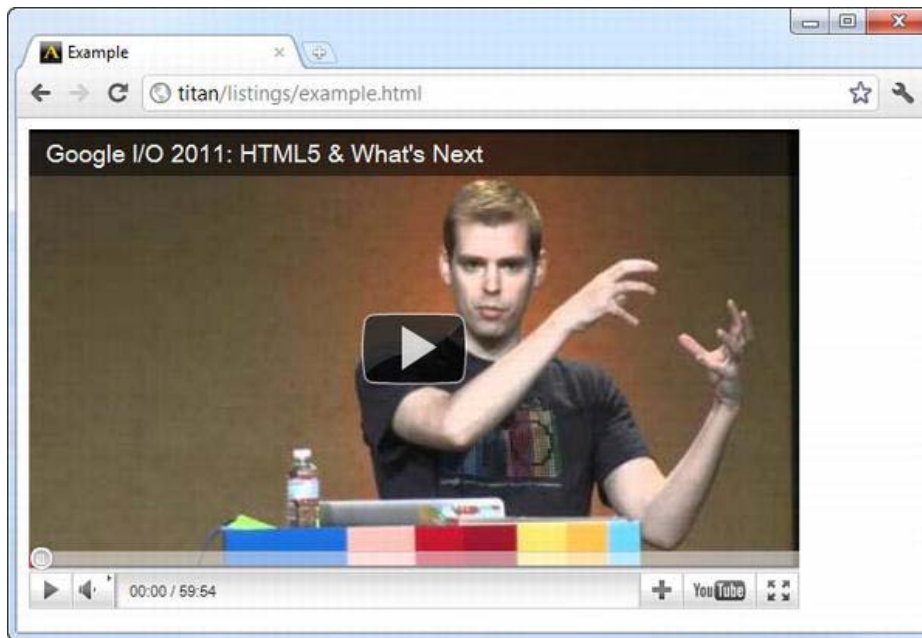 Example
titan/listings/example.html
Google I/O 2011: HTML5 & What's Next
00:00 / 59:54
YouTube